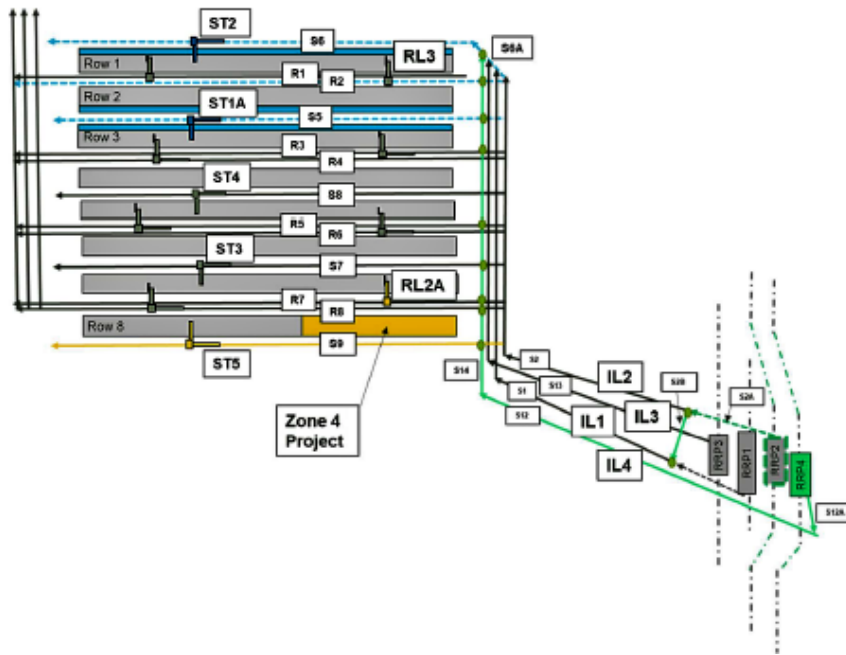 ST2
S6
S6A
RL3
Row 1
R1
R2
Row 2
ST1A
S5
Row 3
R3
R4
ST4
S8
R5
R6
ST3
S7
RL2A
R7
R8
Row 8
S9
ST5
S14
S2
IL2
S13
S2B
S2A
S1
IL3
S12
IL1
IL4
Zone 4
Project
RRP3
RRP1
RRP2
RRP4
S12A